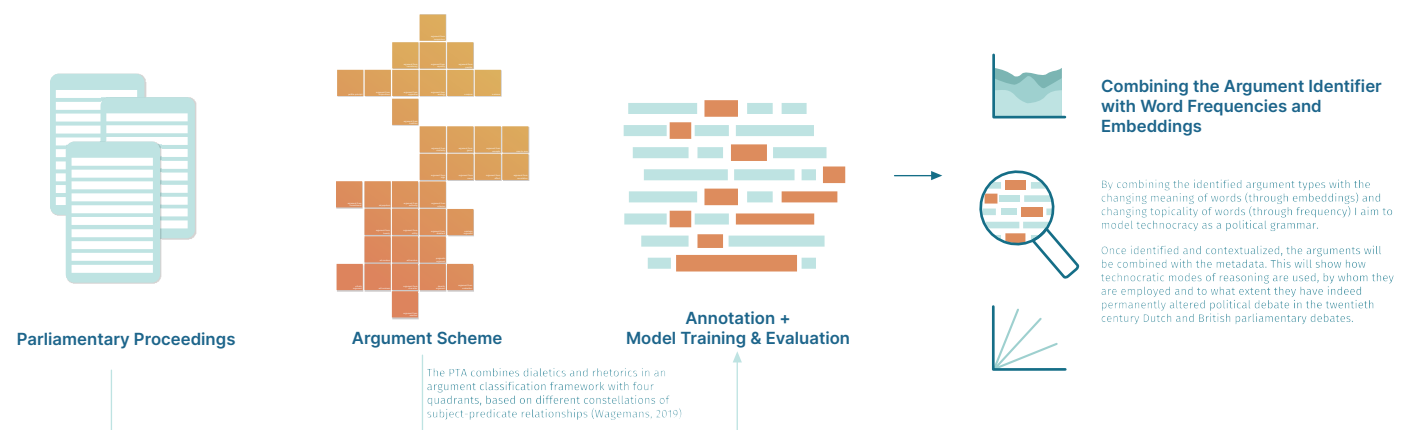 Parliamentary Proceedings
Argument Scheme
The PTA combines dialetics and rhetorics in an
argument classification framework with four
quadrants, based on different constellations of
subject-predicate relationships (Wagemans, 2019)
Annotation +
Model Training & Evaluation
Combining the Argument Identifier
with Word Frequencies and
Embeddings
By combining the identified argument types with the
changing meaning of words (through embeddings) and
changing topicality of words (through frequency) I aim to
model technocracy as a political grammar.
Once identified and contextualized, the arguments will
be combined with the metadata. This will show how
technocratic modes of reasoning are used, by whom they
are employed and to what extent they have indeed
permanently altered political debate in the twentieth
century Dutch and British parliamentary debates.